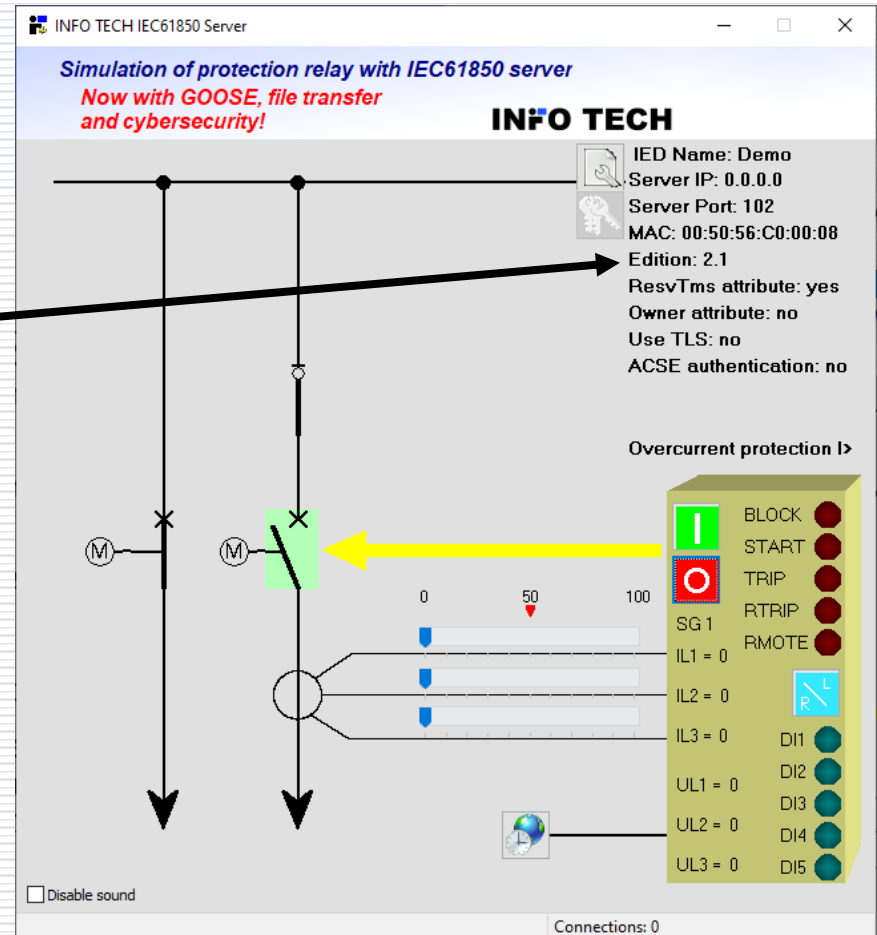 INFO TECH IEC61850 Server
Simulation of protection relay with IEC61850 server
Now with GOOSE, file transfer
and cybersecurity!
INFO TECH
IED Name: Demo
Server IP: 0.0.0.0
Server Port: 102
MAC: 00:50:56:C0:00:08
Edition: 2.1
ResvTms attribute: yes
Owner attribute: no
Use TLS: no
ACSE authentication: no
Overcurrent protection I>
BLOCK
START
TRIP
RTRIP
RMOTE
M
M
0 50 100
SG 1
IL1 = 0
IL2 = 0
IL3 = 0
L
R
UL1 = 0
UL2 = 0
UL3 = 0
DI1
DI2
DI3
DI4
DI5
Disable sound
Connections: 0